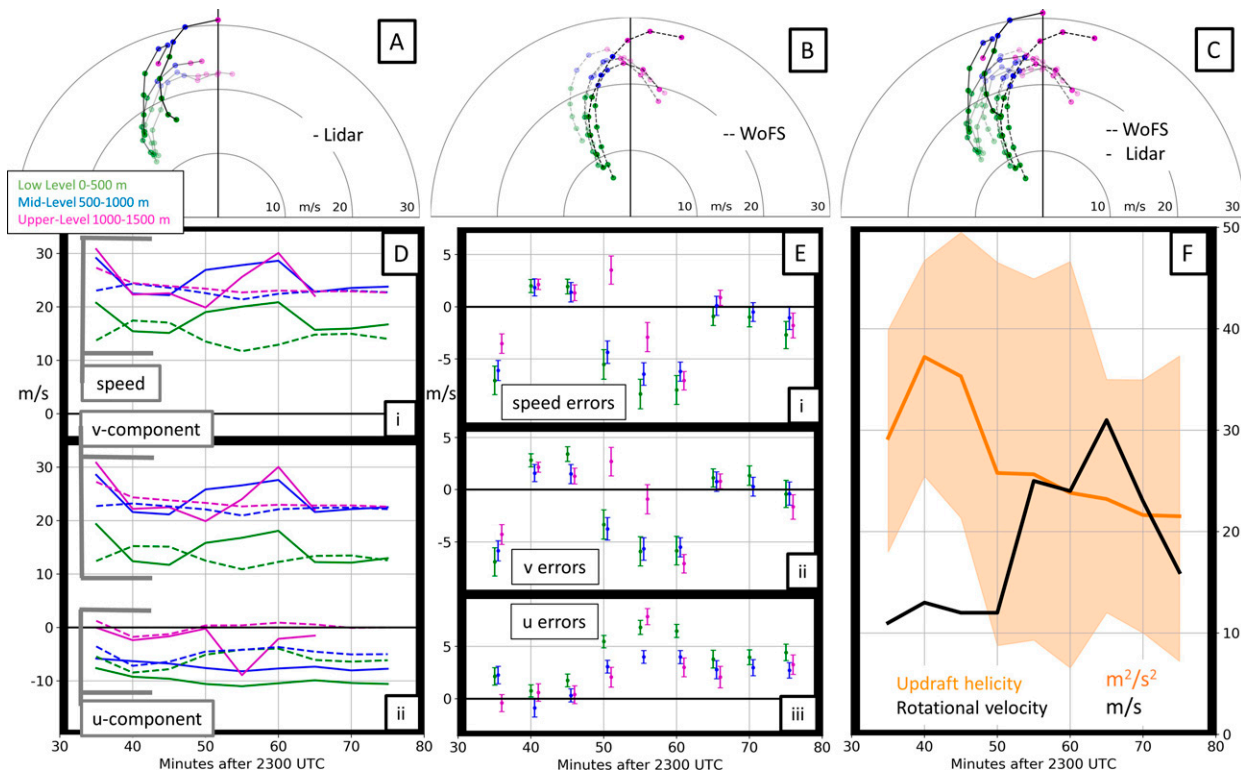 A
- Lidar
10
m/s
20
30
B
-- WoFS
10
m/s
20
30
C
-- WoFS
- Lidar
10
m/s
20
30
Low Level 0-500 m
Mid-Level 500-1000 m
Upper-Level 1000-1500 m
D
30
20
10
m/s
0
speed
i
v-component
30
20
10
0
-10
u-component
ii
30
40
50
60
70
80
Minutes after 2300 UTC
E
5
0
-5
m/s
speed errors
i
5
0
-5
v errors
ii
5
0
u errors
iii
30
40
50
60
70
80
Minutes after 2300 UTC
F
50
40
30
20
10
0
Updraft helicity m²/s²
Rotational velocity m/s
30
40
50
60
70
80
Minutes after 2300 UTC